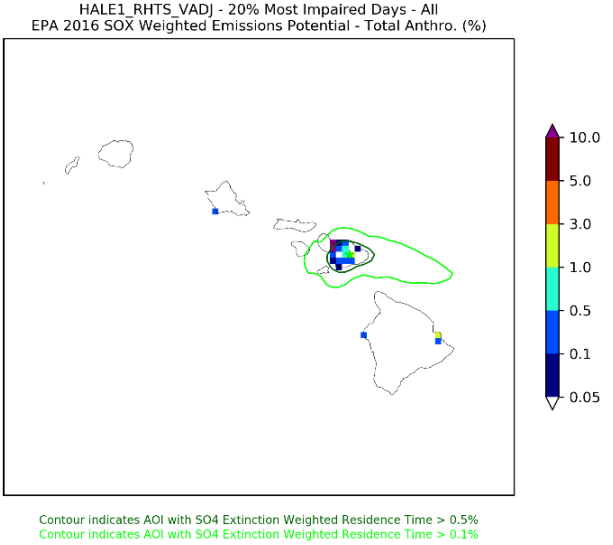 HALE1_RHTS_VADJ - 20% Most Impaired Days - All
EPA 2016 SOX Weighted Emissions Potential - Total Anthro. (%)
10.0
5.0
3.0
1.0
0.5
0.1
0.05
Contour indicates AOI with SO4 Extinction Weighted Residence Time > 0.5%
Contour indicates AOI with SO4 Extinction Weighted Residence Time > 0.1%